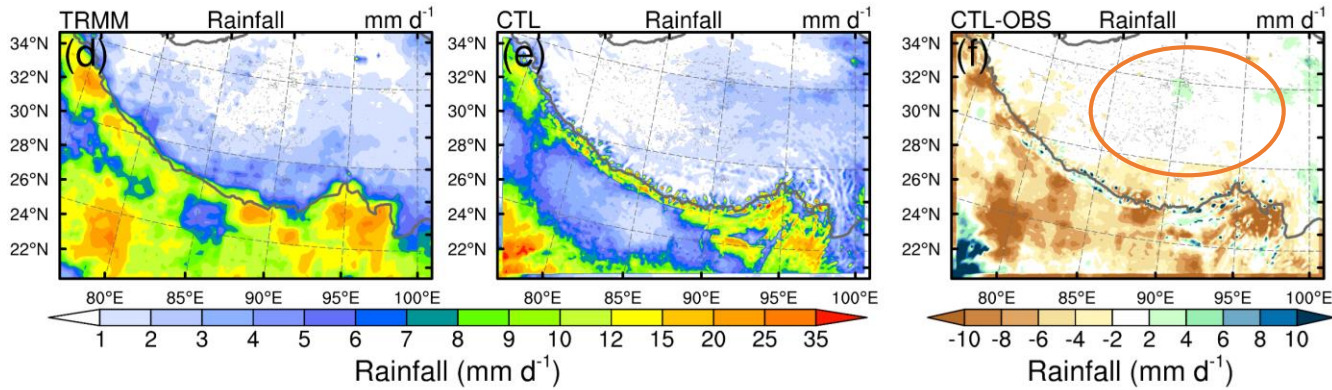 TRMM Rainfall mm d⁻¹
CTL Rainfall mm d⁻¹
CTL-OBS Rainfall mm d⁻¹
(d)
(e)
(f)
34°N
32°N
30°N
28°N
26°N
24°N
22°N
34°N
32°N
30°N
28°N
26°N
24°N
22°N
34°N
32°N
30°N
28°N
26°N
24°N
22°N
80°E 85°E 90°E 95°E 100°E
80°E 85°E 90°E 95°E 100°E
80°E 85°E 90°E 95°E 100°E
1 2 3 4 5 6 7 8 9 10 12 15 20 25 35
-10 -8 -6 -4 -2 2 4 6 8 10
Rainfall (mm d⁻¹)
Rainfall (mm d⁻¹)